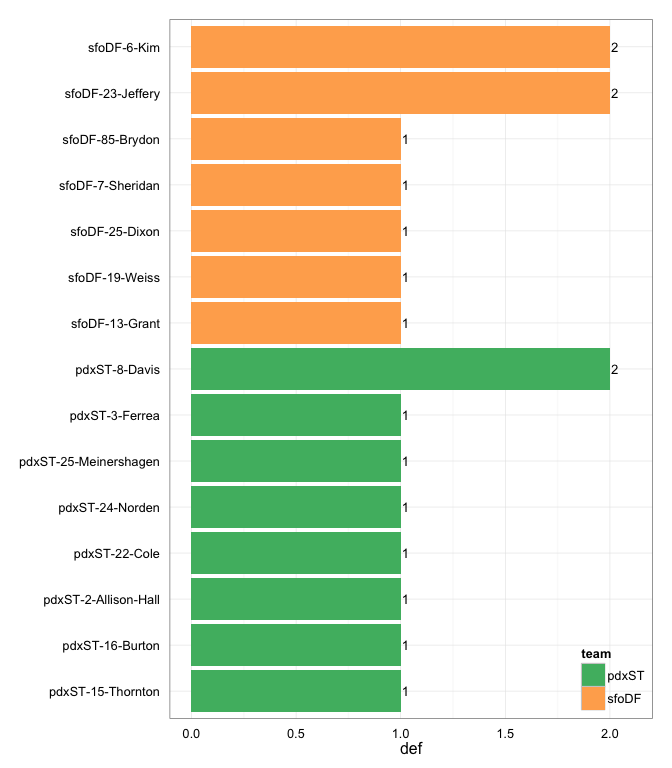 sfoDF-6-Kim 2
sfoDF-23-Jeffery 2
sfoDF-85-Brydon 1
sfoDF-7-Sheridan 1
sfoDF-25-Dixon 1
sfoDF-19-Weiss 1
sfoDF-13-Grant 1
pdxST-8-Davis 2
pdxST-3-Ferrea 1
pdxST-25-Meinershagen 1
pdxST-24-Norden 1
pdxST-22-Cole 1
pdxST-2-Allison-Hall 1
pdxST-16-Burton 1
pdxST-15-Thornton 1
team
pdxST
sfoDF
0.0 0.5 1.0 1.5 2.0
def